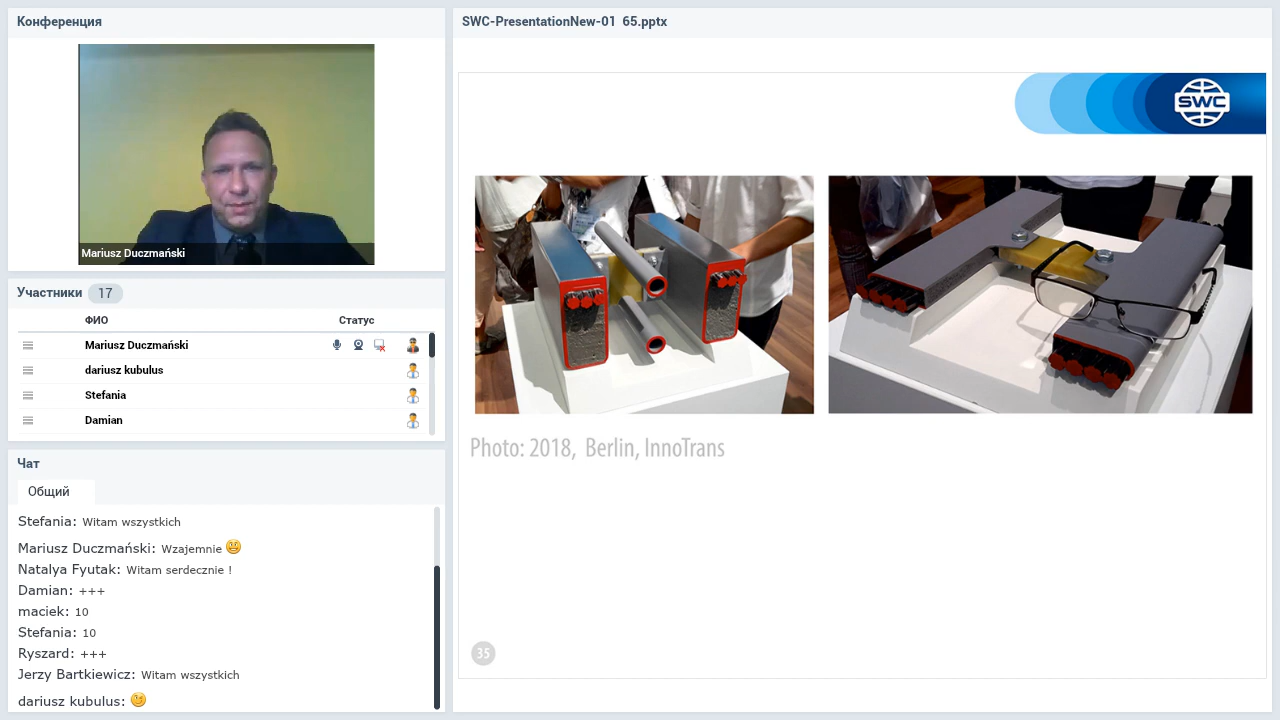 Конференция
Mariusz Duczmański
Участники 17
ФИО Статус
Mariusz Duczmański
dariusz kubulus
Stefania
Damian
Чат
Общий
Stefania: Witam wszystkich
Mariusz Duczmański: Wzajemnie
Natalya Fyutak: Witam serdecznie !
Damian: +++
maciek: 10
Stefania: 10
Ryszard: +++
Jerzy Bartkiewicz: Witam wszystkich
dariusz kubulus:
SWC-PresentationNew-01 65.pptx
SWC
Photo: 2018, Berlin, InnoTrans
35